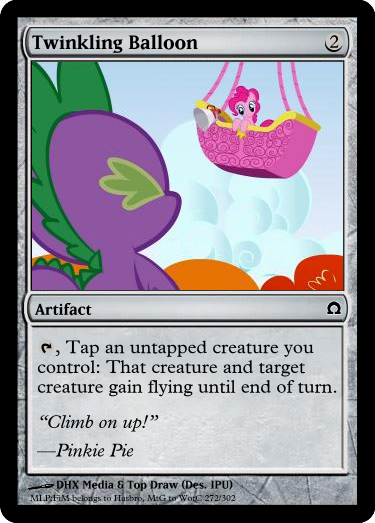 Twinkling Balloon 2
Artifact Ω
, Tap an untapped creature you
control: That creature and target
creature gain flying until end of turn.
“Climb on up!”
—Pinkie Pie
DHX Media & Top Draw (Des. IPU)
MLP:FiM belongs to Hasbro, MtG to WotC 272/302